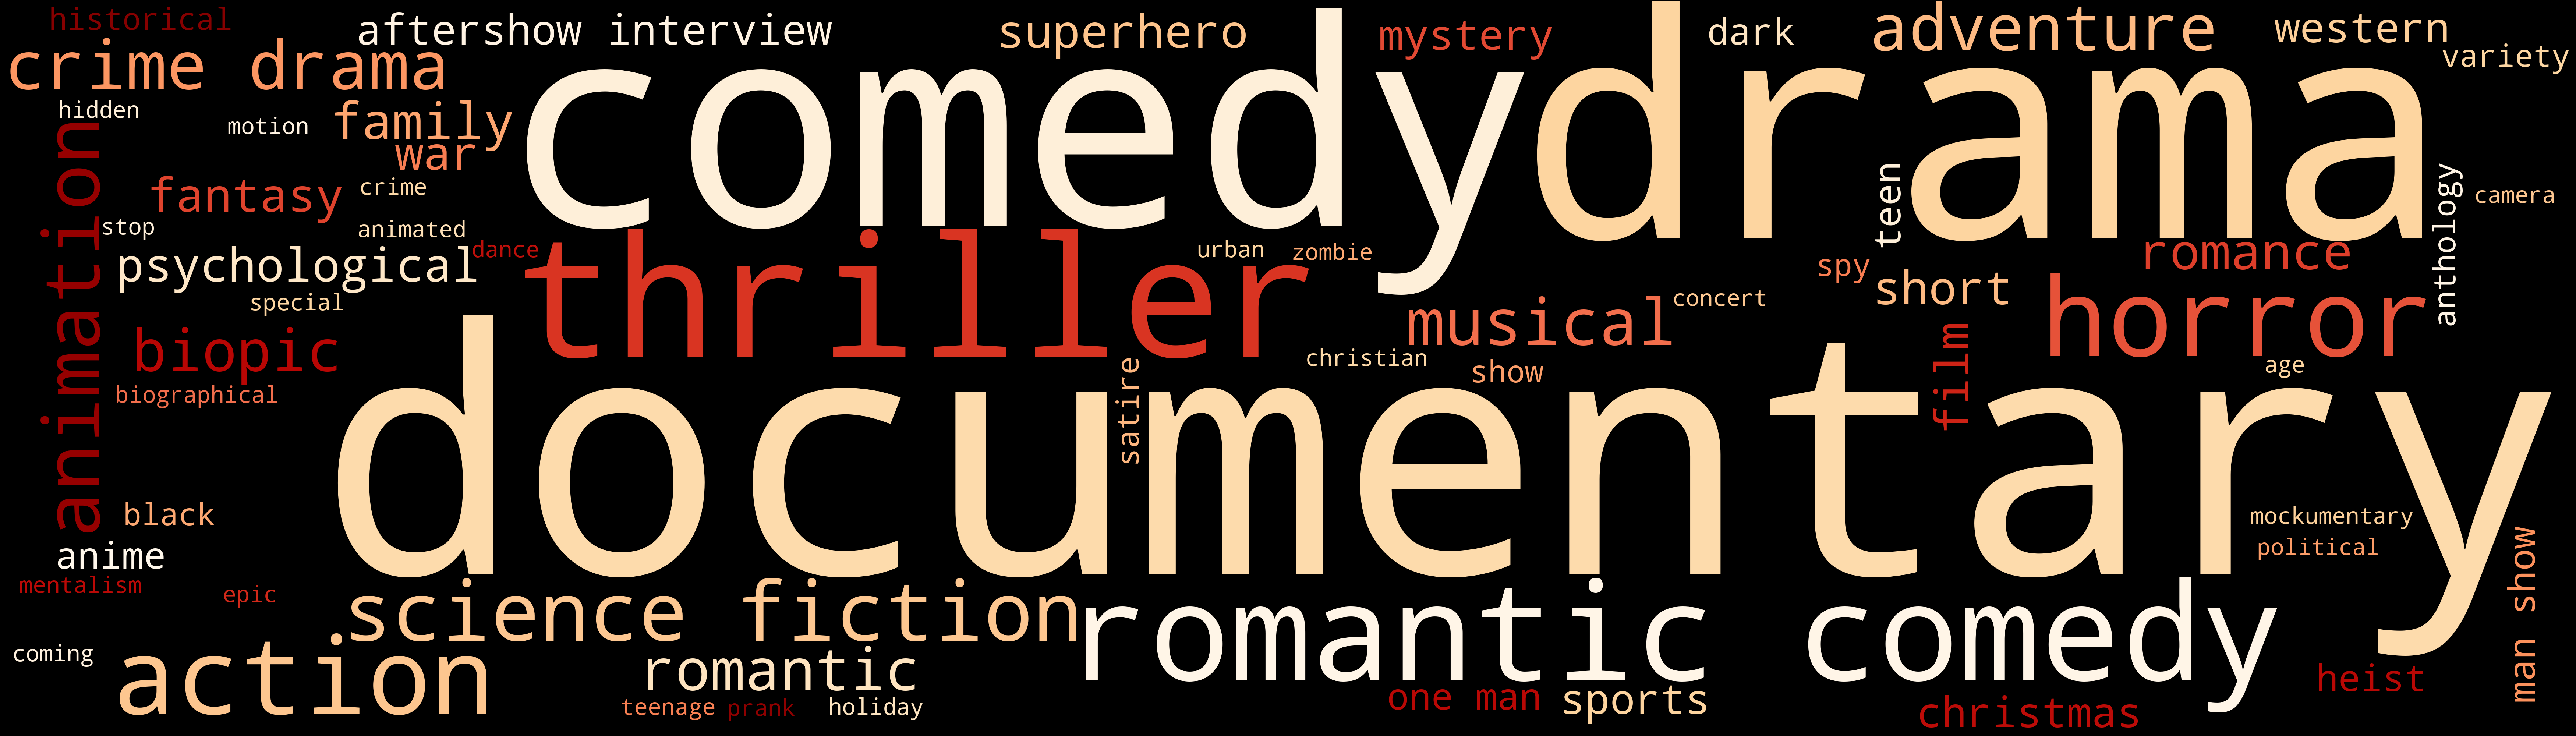 historical
aftershow interview
superhero
mystery
dark
adventure
western
variety
crime drama
comedy
drama
hidden
motion
family
war
fantasy
crime
animation
stop
animated
teen
anthology
camera
psychological
dance
thriller
urban
zombie
spy
short
romance
special
musical
concert
horror
biopic
christian
show
film
age
biographical
documentary
satire
black
mockumentary
political
anime
mentalism
epic
science fiction
romantic comedy
man show
coming
action
romantic
one man
sports
heist
teenage
prank
holiday
christmas